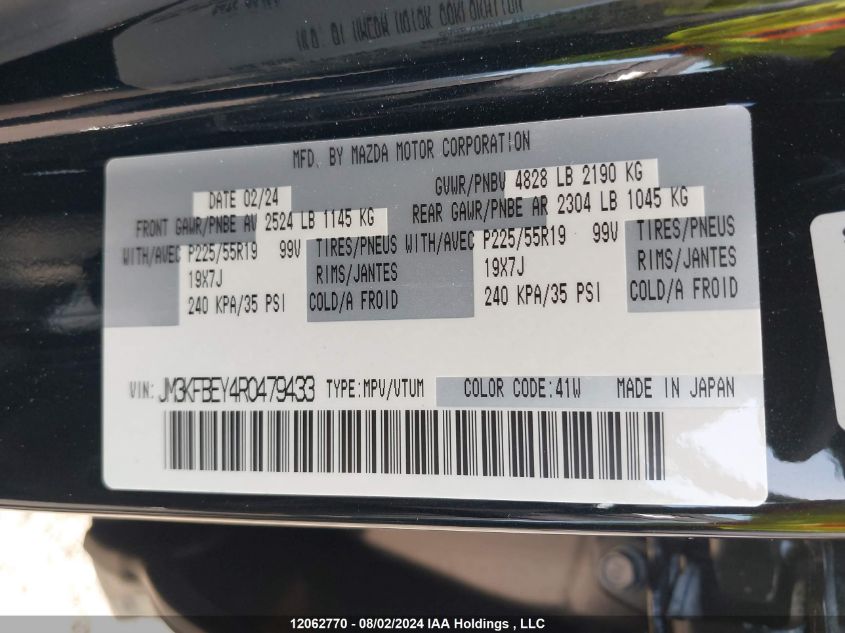 MFD. BY MAZDA MOTOR CORPORATION
DATE 02/24 GVWR/PNBV 4828 LB 2190 KG
FRONT GAWR/PNBE AV 2524 LB 1145 KG REAR GAWR/PNBE AR 2304 LB 1045 KG
WITH/AVEC P225/55R19 99V TIRES/PNEUS WITH/AVEC P225/55R19 99V TIRES/PNEUS
19X7J RIMS/JANTES 19X7J RIMS/JANTES
240 KPA/35 PSI COLD/A FROID 240 KPA/35 PSI COLD/A FROID
VIN: JM3KFBEY4R0479433 TYPE:MPV/VTUM COLOR CODE:41W MADE IN JAPAN
12062770 - 08/02/2024 IAA Holdings , LLC